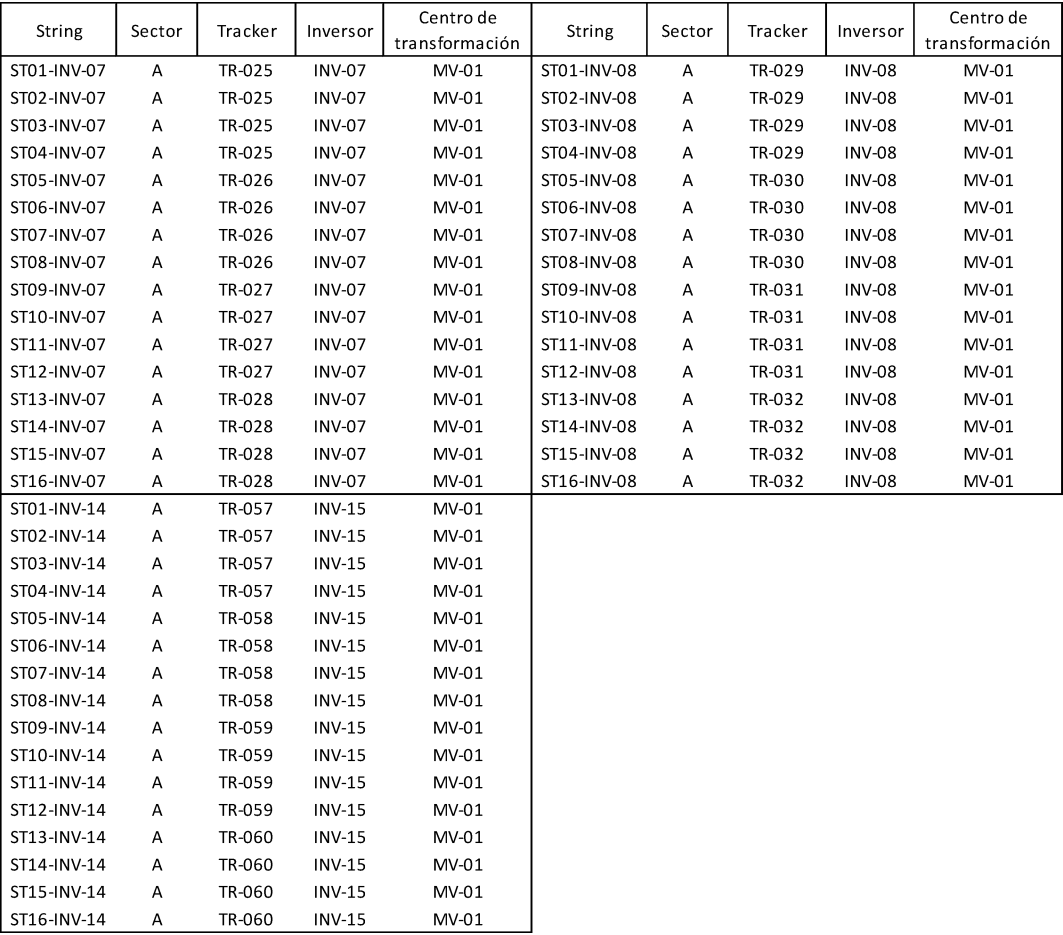 String Sector Tracker Inversor Centro de transformación String Sector Tracker Inversor Centro de transformación
ST01-INV-07 A TR-025 INV-07 MV-01 ST01-INV-08 A TR-029 INV-08 MV-01
ST02-INV-07 A TR-025 INV-07 MV-01 ST02-INV-08 A TR-029 INV-08 MV-01
ST03-INV-07 A TR-025 INV-07 MV-01 ST03-INV-08 A TR-029 INV-08 MV-01
ST04-INV-07 A TR-025 INV-07 MV-01 ST04-INV-08 A TR-029 INV-08 MV-01
ST05-INV-07 A TR-026 INV-07 MV-01 ST05-INV-08 A TR-030 INV-08 MV-01
ST06-INV-07 A TR-026 INV-07 MV-01 ST06-INV-08 A TR-030 INV-08 MV-01
ST07-INV-07 A TR-026 INV-07 MV-01 ST07-INV-08 A TR-030 INV-08 MV-01
ST08-INV-07 A TR-026 INV-07 MV-01 ST08-INV-08 A TR-030 INV-08 MV-01
ST09-INV-07 A TR-027 INV-07 MV-01 ST09-INV-08 A TR-031 INV-08 MV-01
ST10-INV-07 A TR-027 INV-07 MV-01 ST10-INV-08 A TR-031 INV-08 MV-01
ST11-INV-07 A TR-027 INV-07 MV-01 ST11-INV-08 A TR-031 INV-08 MV-01
ST12-INV-07 A TR-027 INV-07 MV-01 ST12-INV-08 A TR-031 INV-08 MV-01
ST13-INV-07 A TR-028 INV-07 MV-01 ST13-INV-08 A TR-032 INV-08 MV-01
ST14-INV-07 A TR-028 INV-07 MV-01 ST14-INV-08 A TR-032 INV-08 MV-01
ST15-INV-07 A TR-028 INV-07 MV-01 ST15-INV-08 A TR-032 INV-08 MV-01
ST16-INV-07 A TR-028 INV-07 MV-01 ST16-INV-08 A TR-032 INV-08 MV-01
ST01-INV-14 A TR-057 INV-15 MV-01
ST02-INV-14 A TR-057 INV-15 MV-01
ST03-INV-14 A TR-057 INV-15 MV-01
ST04-INV-14 A TR-057 INV-15 MV-01
ST05-INV-14 A TR-058 INV-15 MV-01
ST06-INV-14 A TR-058 INV-15 MV-01
ST07-INV-14 A TR-058 INV-15 MV-01
ST08-INV-14 A TR-058 INV-15 MV-01
ST09-INV-14 A TR-059 INV-15 MV-01
ST10-INV-14 A TR-059 INV-15 MV-01
ST11-INV-14 A TR-059 INV-15 MV-01
ST12-INV-14 A TR-059 INV-15 MV-01
ST13-INV-14 A TR-060 INV-15 MV-01
ST14-INV-14 A TR-060 INV-15 MV-01
ST15-INV-14 A TR-060 INV-15 MV-01
ST16-INV-14 A TR-060 INV-15 MV-01